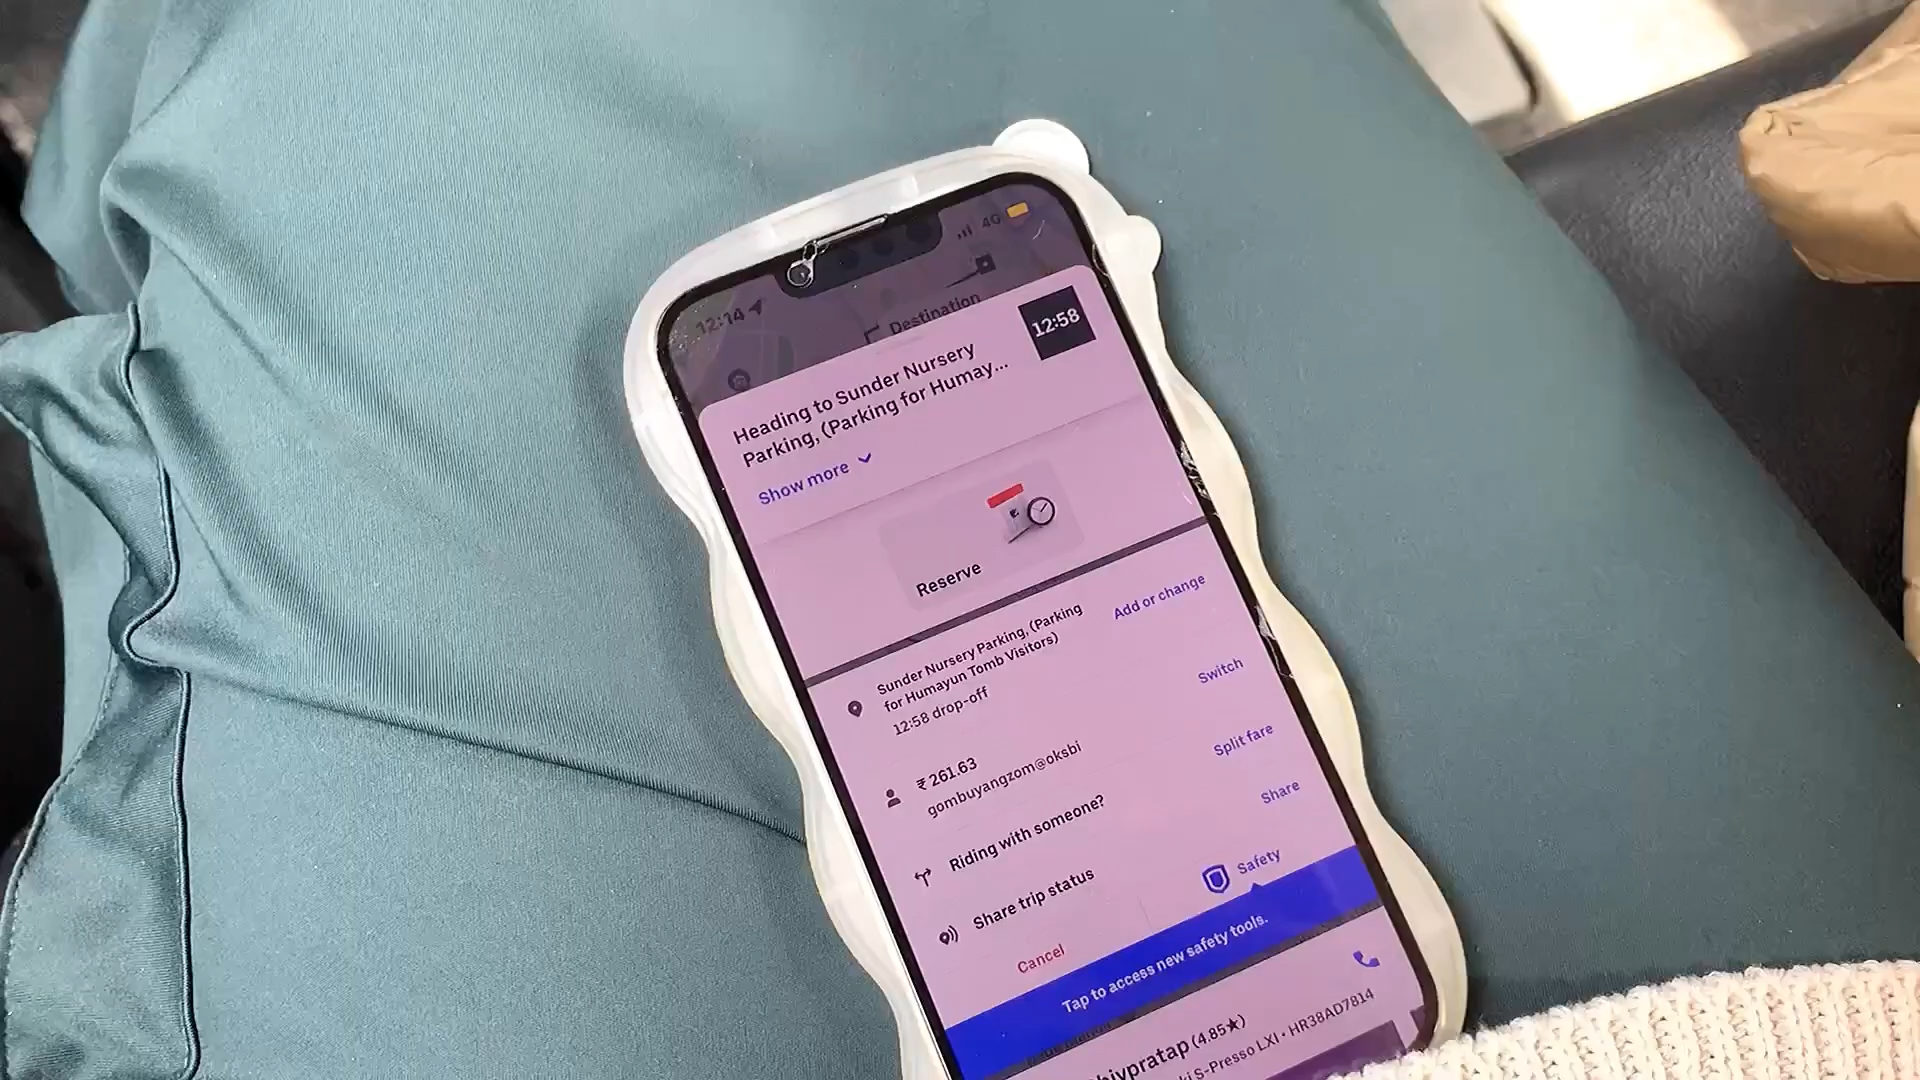 12:14
4G
Destination
Heading to Sunder Nursery
Parking, (Parking for Humay...
12:58
Show more
Reserve
Sunder Nursery Parking, (Parking
for Humayun Tomb Visitors)
12:58 drop-off
Add or change
₹ 261.63
gombuyangzom@oksbi
Switch
Riding with someone?
Split fare
Share trip status
Share
Cancel
Safety
Tap to access new safety tools.
(4.85★)
S-Presso LXI • HR38AD7814